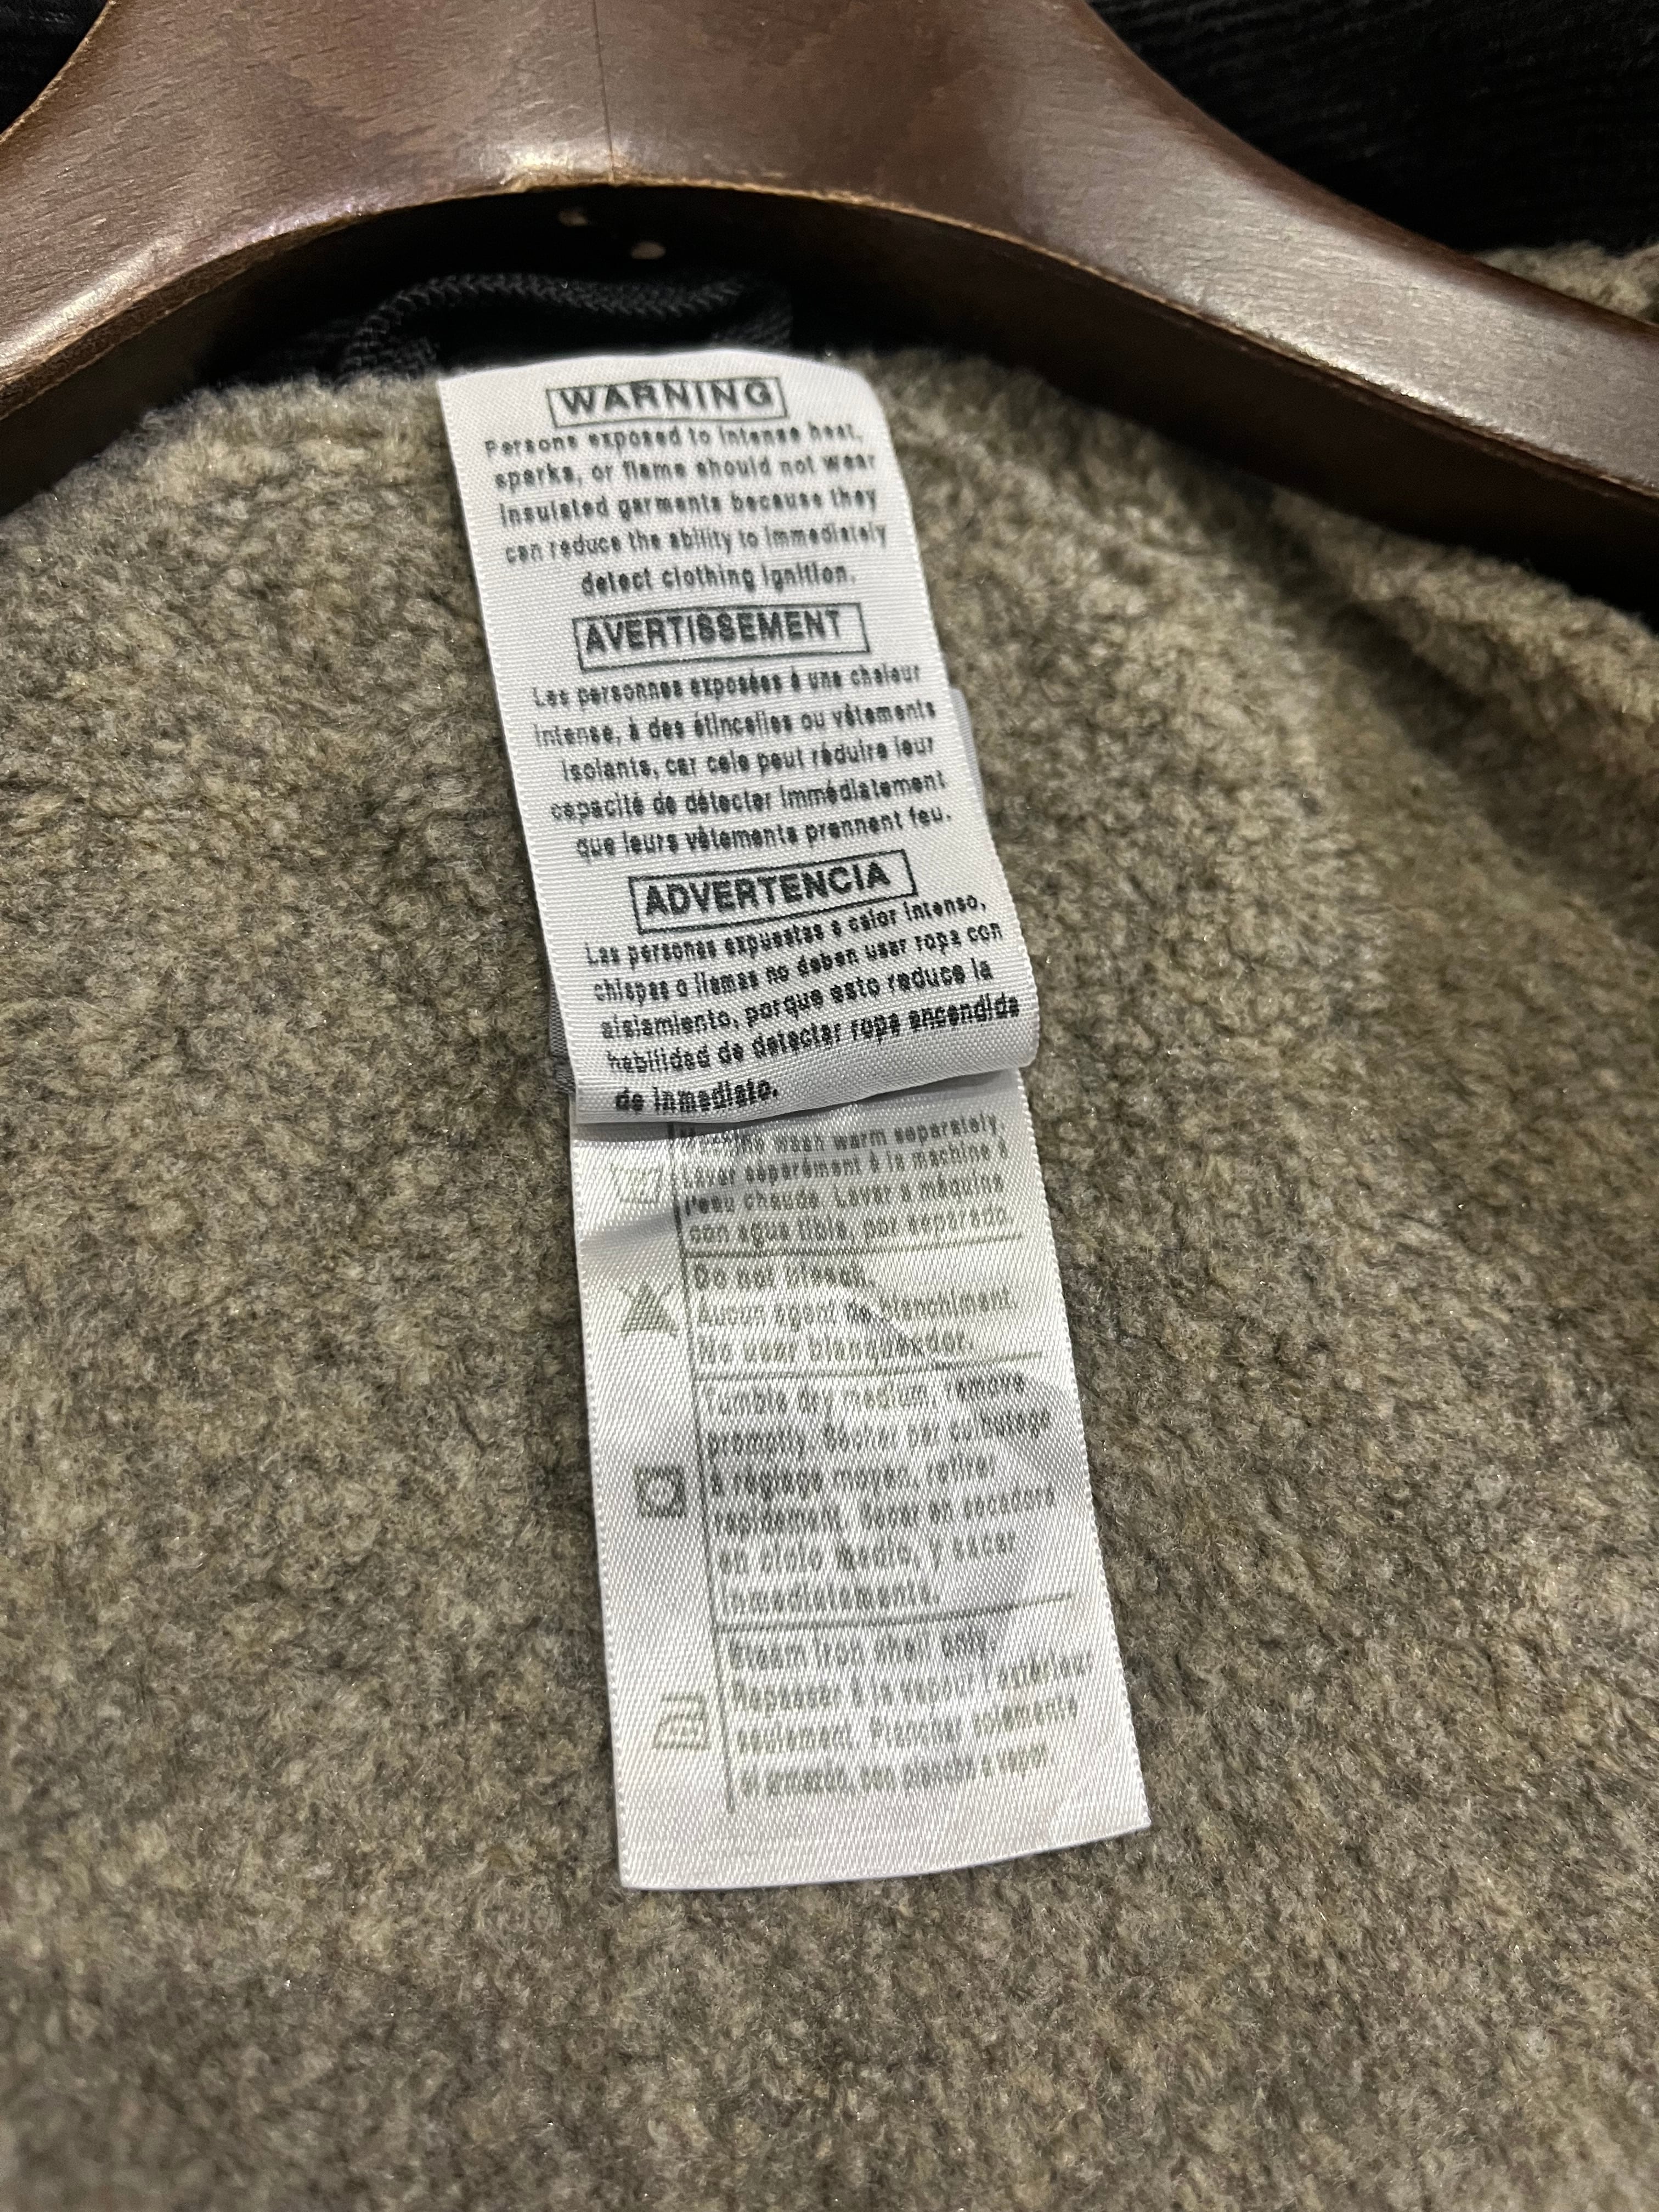 WARNING
Persons exposed to intense heat,
sparks, or flame should not wear
insulated garments because they
can reduce the ability to immediately
detect clothing ignition.
AVERTISSEMENT
Les personnes exposées à une chaleur
intense, à des étincelles ou vêtements
isolants, car cela peut réduire leur
capacité de détecter immédiatement
que leurs vêtements prennent feu.
ADVERTENCIA
Las personas expuestas a calor intenso,
chispas o llamas no deben usar ropa con
aislamiento, porque esto reduce la
habilidad de detectar ropa encendida
de inmediato.
Machine wash warm separately.
Laver séparément à la machine à
l'eau chaude. Lavar a máquina
con agua tibia, por separado.
Do not bleach.
Aucun agent de blanchiment.
No usar blanqueador.
Tumble dry medium, remove
promptly. Sécher par culbutage
à réglage moyen, retirer
rapidement. Secar en secadora
en ciclo medio, y sacar
inmediatamente.
Steam iron shell only.
Repasser à la vapeur extérieur
seulement. Planchar solamente